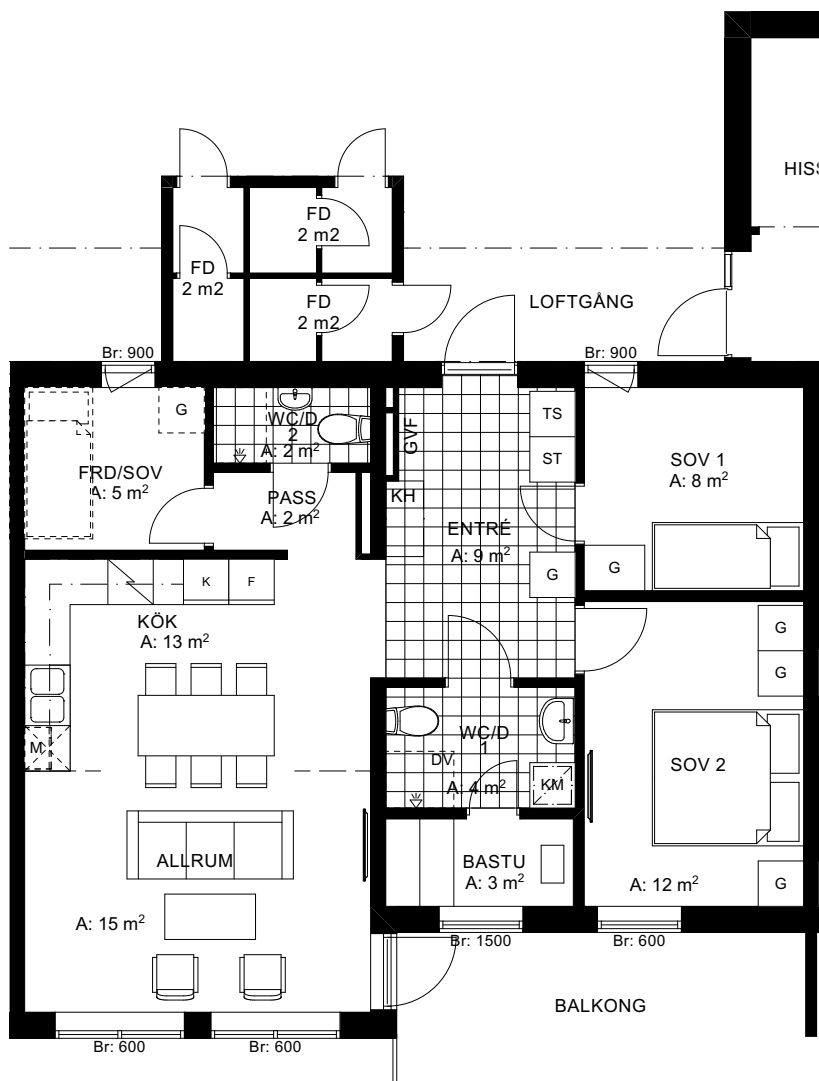 HISS
FD
2 m2
FD
2 m2
FD
2 m2
LOFTGÅNG
Br: 900
Br: 900
G
WC/D
2
A: 2 m²
GVF
TS
ST
FRD/SOV
A: 5 m²
PASS
A: 2 m²
KH
SOV 1
A: 8 m²
ENTRÉ
A: 9 m²
G
G
K
F
KÖK
A: 13 m²
G
G
M
WC/D
1
DV
A: 4 m²
KM
SOV 2
ALLRUM
A: 15 m²
BASTU
A: 3 m²
A: 12 m²
G
Br: 1500
Br: 600
BALKONG
Br: 600
Br: 600